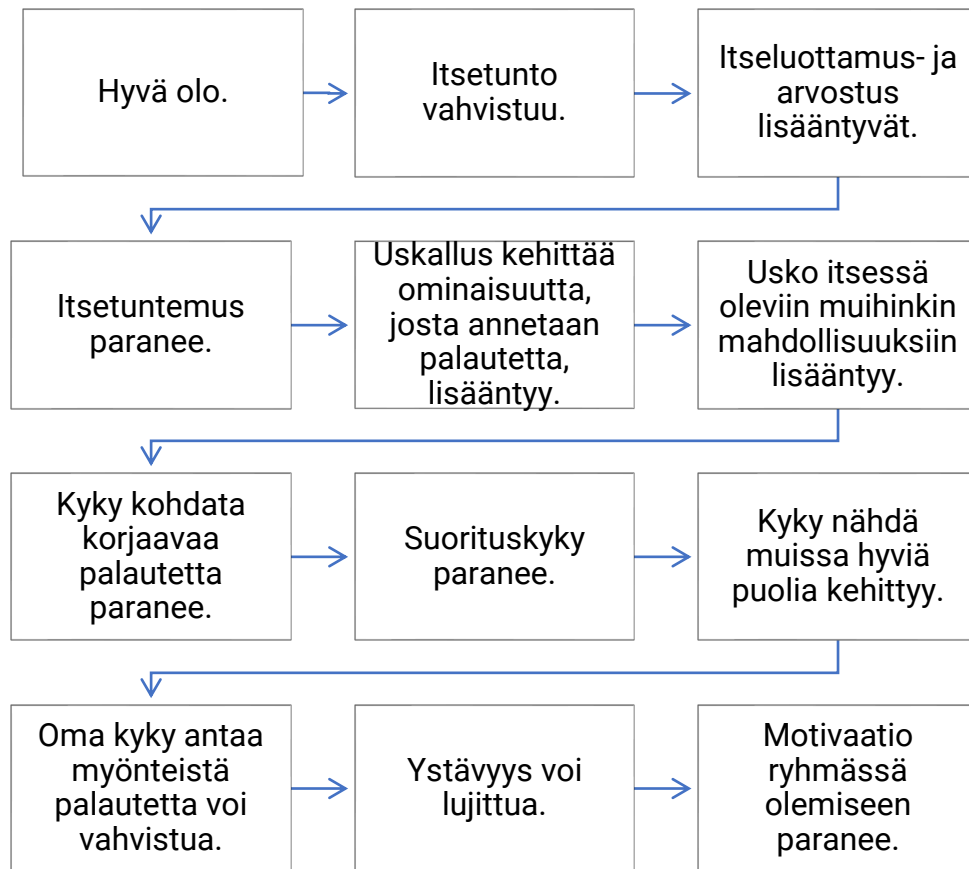 Hyvä olo.
Itsetunto
vahvistuu.
Itseluottamus- ja
arvostus
lisääntyvät.
Itsetuntemus
paranee.
Uskallus kehittää
ominaisuutta,
josta annetaan
palautetta,
lisääntyy.
Usko itsessä
oleviin muihinkin
mahdollisuuksiin
lisääntyy.
Kyky kohdata
korjaavaa
palautetta
paranee.
Suorituskyky
paranee.
Kyky nähdä
muissa hyviä
puolia kehittyy.
Oma kyky antaa
myönteistä
palautetta voi
vahvistua.
Ystävyys voi
lujittua.
Motivaatio
ryhmässä
olemiseen
paranee.